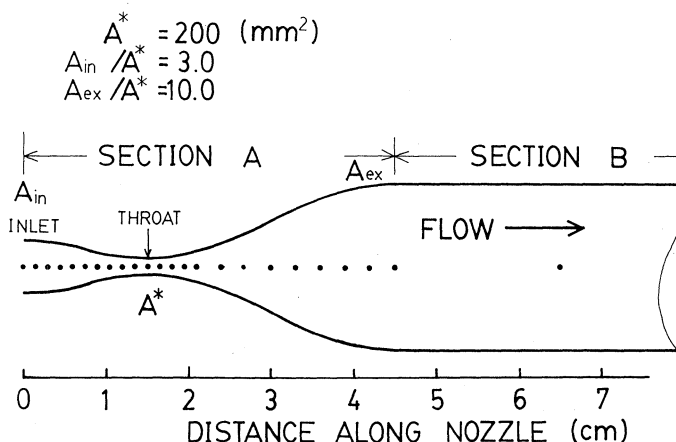 A* = 200 (mm²)
Ain /A* = 3.0
Aex /A* =10.0
SECTION A
SECTION B
Ain
Aex
INLET
THROAT
FLOW
A*
0 1 2 3 4 5 6 7
DISTANCE ALONG NOZZLE (cm)